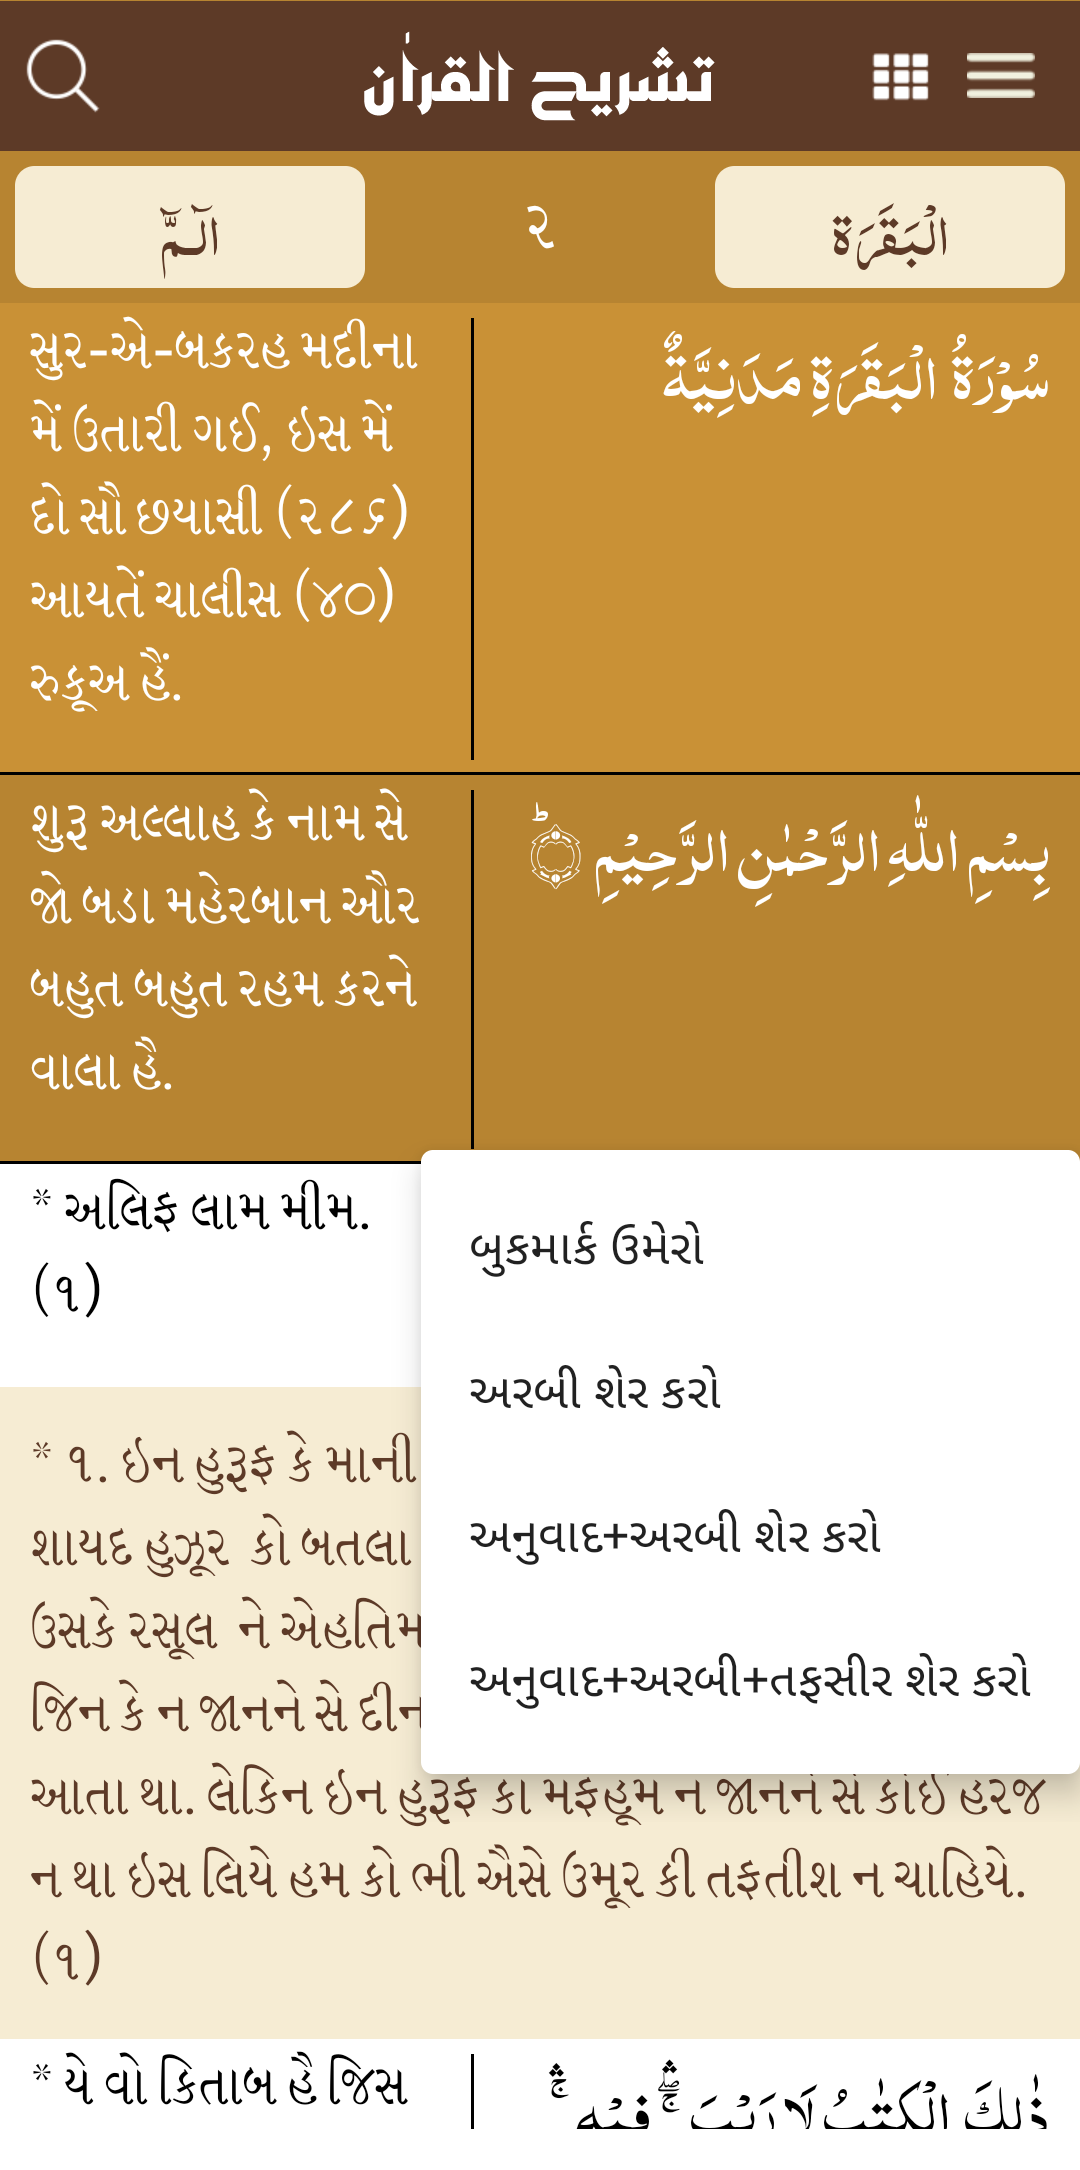 تشریح القرآن
الٓمّٓ
૨
الْبَقَرَة
સુર-એ-બકરહ મદીના
મેં ઉતારી ગઈ, ઇસ મેં
દો સૌ છયાસી (૨૮૬)
આયતેં ચાલીસ (૪૦)
રુકૂઅ હૈં.
سُوْرَةُ الْبَقَرَةِ مَدَنِيَّةٌ
શુરૂ અલ્લાહ કે નામ સે
જો બડા મહેરબાન ઔર
બહુત બહુત રહમ કરને
વાલા હૈ.
بِسْمِ اللّٰهِ الرَّحْمٰنِ الرَّحِيْمِ ۝ؕ
* અલિફ લામ મીમ.
(૧)
બુકમાર્ક ઉમેરો
અરબી શેર કરો
અનુવાદ+અરબી શેર કરો
અનુવાદ+અરબી+તફસીર શેર કરો
* ૧. ઇન હુરૂફ કે માની
શાયદ હુઝૂર કો બતલા
ઉસકે રસૂલ ને
જિન કે ન જાનને સે દીન
આતા થા. લેકિન ઇન હુરૂફ કા મફહૂમ ન જાનને સે કોઈ હરજ
ન થા ઇસ લિયે હમ કો ભી ઐસે ઉમૂર કી તફતીશ ન ચાહિયે.
(૧)
* યે વો કિતાબ હૈ જિસ
ذٰلِكَ الْكِتٰبُ لَا رَيْبَ ۛۖۚ فِيْهِ ۛۚ